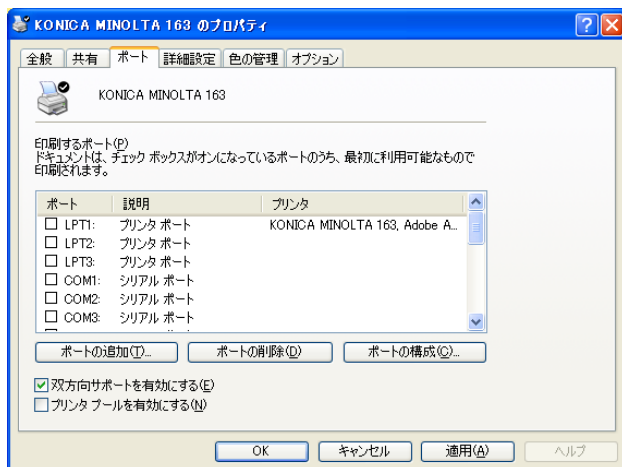 KONICA MINOLTA 163 のプロパティ
全般 共有 ポート 詳細設定 色の管理 オプション
KONICA MINOLTA 163
印刷するポート(P)
ドキュメントは、チェック ボックスがオンになっているポートのうち、最初に利用可能なもので
印刷されます。
ポート 説明 プリンタ
LPT1: プリンタ ポート KONICA MINOLTA 163, Adobe A...
LPT2: プリンタ ポート
LPT3: プリンタ ポート
COM1: シリアル ポート
COM2: シリアル ポート
COM3: シリアル ポート
ポートの追加(T)... ポートの削除(D) ポートの構成(C)...
双方向サポートを有効にする(E)
プリンタ プールを有効にする(N)
OK キャンセル 適用(A) ヘルプ